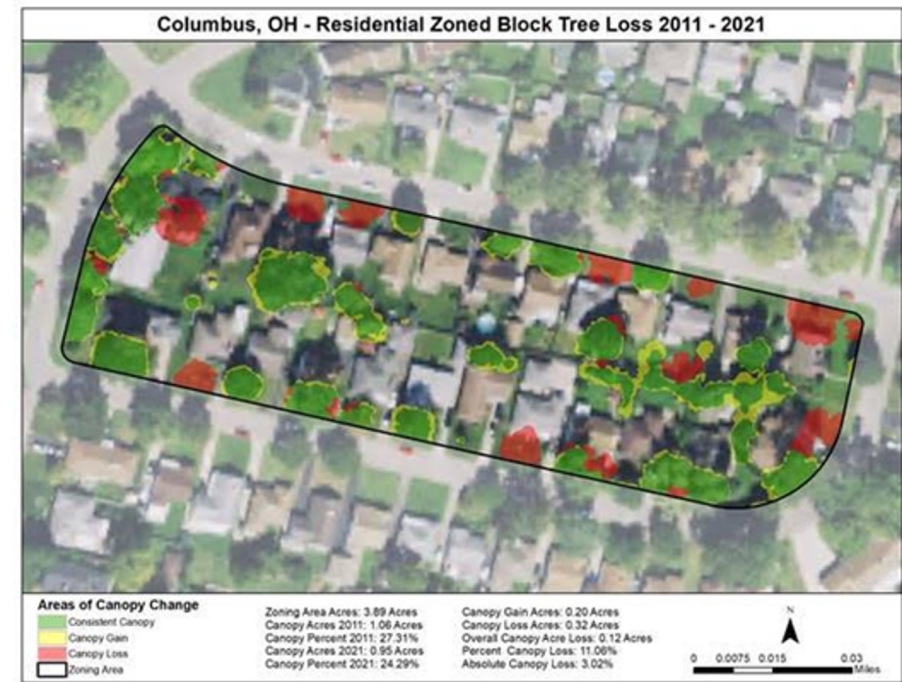 Columbus, OH - Residential Zoned Block Tree Loss 2011 - 2021
Areas of Canopy Change
Consistent Canopy
Canopy Gain
Canopy Loss
Zoning Area
Zoning Area Acres: 3.89 Acres
Canopy Acres 2011: 1.06 Acres
Canopy Percent 2011: 27.31%
Canopy Acres 2021: 0.95 Acres
Canopy Percent 2021: 24.29%
Canopy Gain Acres: 0.20 Acres
Canopy Loss Acres: 0.32 Acres
Overall Canopy Acre Loss: 0.12 Acres
Percent Canopy Loss: 11.06%
Absolute Canopy Loss: 3.02%
N
0 0.0075 0.015 0.03
Miles